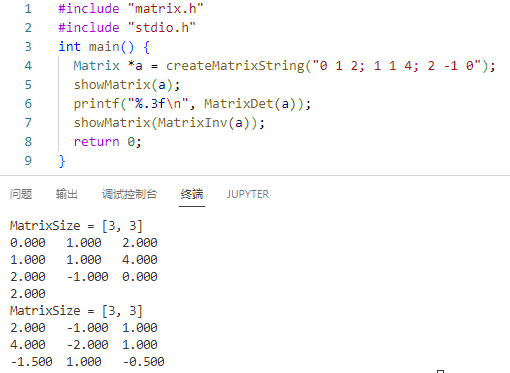 1 #include "matrix.h"
2 #include "stdio.h"
3 int main() {
4 Matrix *a = createMatrixString("0 1 2; 1 1 4; 2 -1 0");
5 showMatrix(a);
6 printf("%.3f\n", MatrixDet(a));
7 showMatrix(MatrixInv(a));
8 return 0;
9 }
问题 输出 调试控制台 终端 JUPYTER
MatrixSize = [3, 3]
0.000 1.000 2.000
1.000 1.000 4.000
2.000 -1.000 0.000
2.000
MatrixSize = [3, 3]
2.000 -1.000 1.000
4.000 -2.000 1.000
-1.500 1.000 -0.500